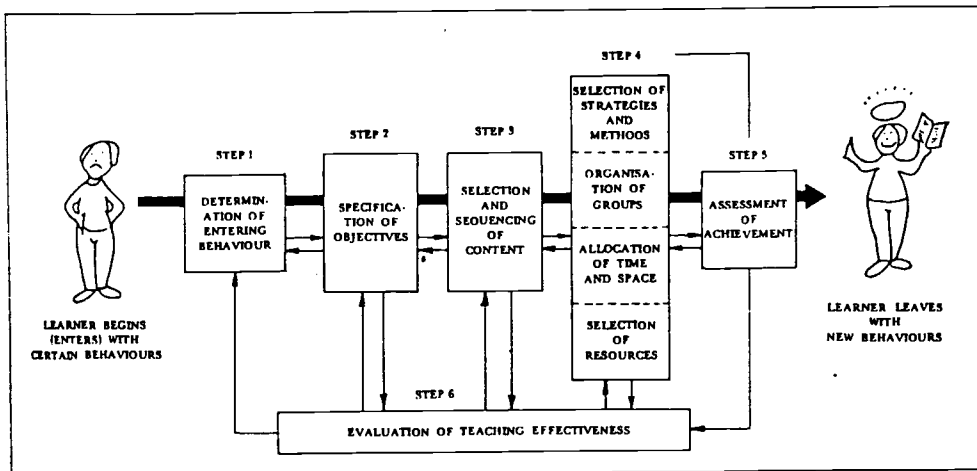 LEARNER BEGINS
(ENTERS) WITH
CERTAIN BEHAVIOURS
STEP 1
DETERMIN-
ATION OF
ENTERING
BEHAVIOUR
STEP 2
SPECIFICA-
TION OF
OBJECTIVES
STEP 3
SELECTION
AND
SEQUENCING
OF
CONTENT
STEP 4
SELECTION OF
STRATEGIES
AND
METHODS
ORGANISA-
TION OF
GROUPS
ALLOCATION
OF TIME
AND SPACE
SELECTION
OF
RESOURCES
STEP 5
ASSESSMENT
OF
ACHIEVEMENT
LEARNER LEAVES
WITH
NEW BEHAVIOURS
STEP 6
EVALUATION OF TEACHING EFFECTIVENESS